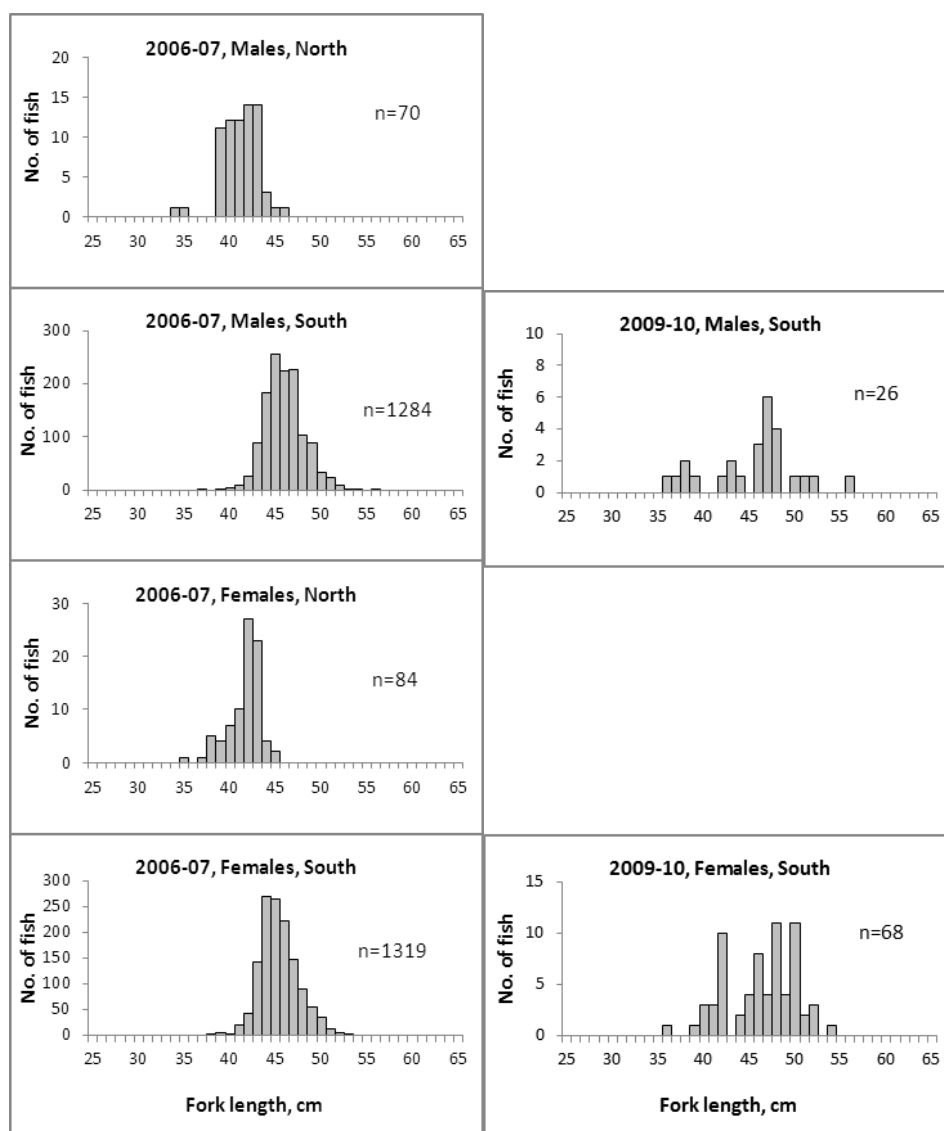 2006-07, Males, North
No. of fish
20
15
10
5
0
n=70
25 30 35 40 45 50 55 60 65
2006-07, Males, South
No. of fish
300
200
100
0
n=1284
25 30 35 40 45 50 55 60 65
2009-10, Males, South
No. of fish
10
8
6
4
2
0
n=26
25 30 35 40 45 50 55 60 65
2006-07, Females, North
No. of fish
30
20
10
0
n=84
25 30 35 40 45 50 55 60 65
2006-07, Females, South
No. of fish
300
250
200
150
100
50
0
n=1319
25 30 35 40 45 50 55 60 65
Fork length, cm
2009-10, Females, South
No. of fish
15
10
5
0
n=68
25 30 35 40 45 50 55 60 65
Fork length, cm